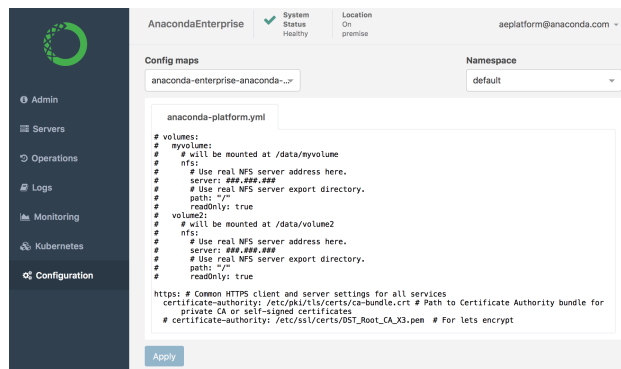 AnacondaEnterprise
System
Status
Healthy
Location
On
premise
aeplatform@anaconda.com
Admin
Servers
Operations
Logs
Monitoring
Kubernetes
Configuration
Config maps
anaconda-enterprise-anaconda-...
Namespace
default
anaconda-platform.yml
# volumes:
#   myvolume:
#     # will be mounted at /data/myvolume
#     nfs:
#       # Use real NFS server address here.
#       server: ###.###.###
#       # Use real NFS server export directory.
#       path: "/"
#       readOnly: true
#   volume2:
#     # will be mounted at /data/volume2
#     nfs:
#       # Use real NFS server address here.
#       server: ###.###.###
#       # Use real NFS server export directory.
#       path: "/"
#       readOnly: true
https: # Common HTTPS client and server settings for all services
  certificate-authority: /etc/pki/tls/certs/ca-bundle.crt # Path to Certificate Authority bundle for
      private CA or self-signed certificates
  # certificate-authority: /etc/ssl/certs/DST_Root_CA_X3.pem  # For lets encrypt
Apply